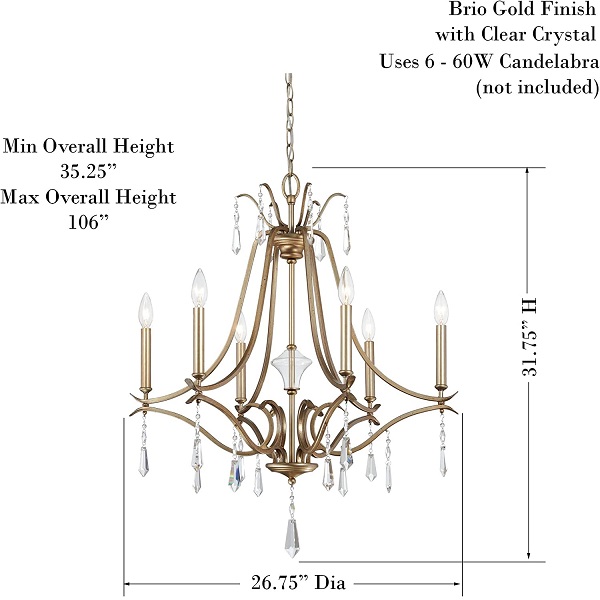 Brio Gold Finish
with Clear Crystal
Uses 6 - 60W Candelabra
(not included)
Min Overall Height
35.25”
Max Overall Height
106”
31.75” H
26.75” Dia